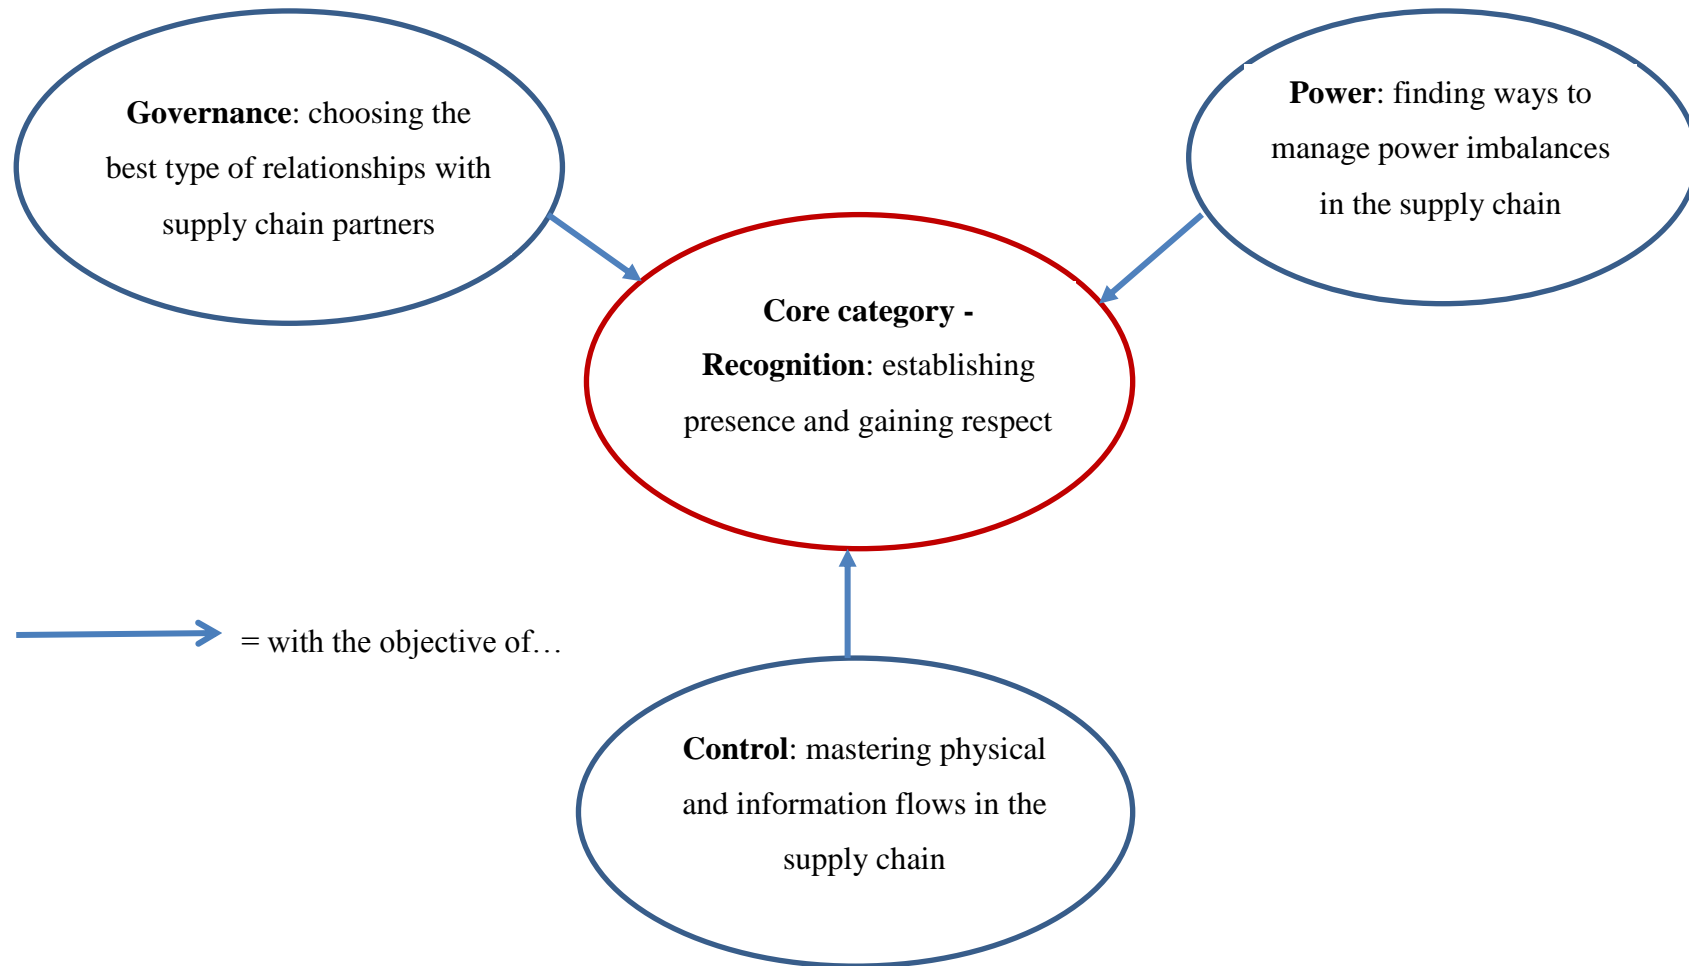 Governance: choosing the
best type of relationships with
supply chain partners
Power: finding ways to
manage power imbalances
in the supply chain
Core category -
Recognition: establishing
presence and gaining respect
= with the objective of…
Control: mastering physical
and information flows in the
supply chain